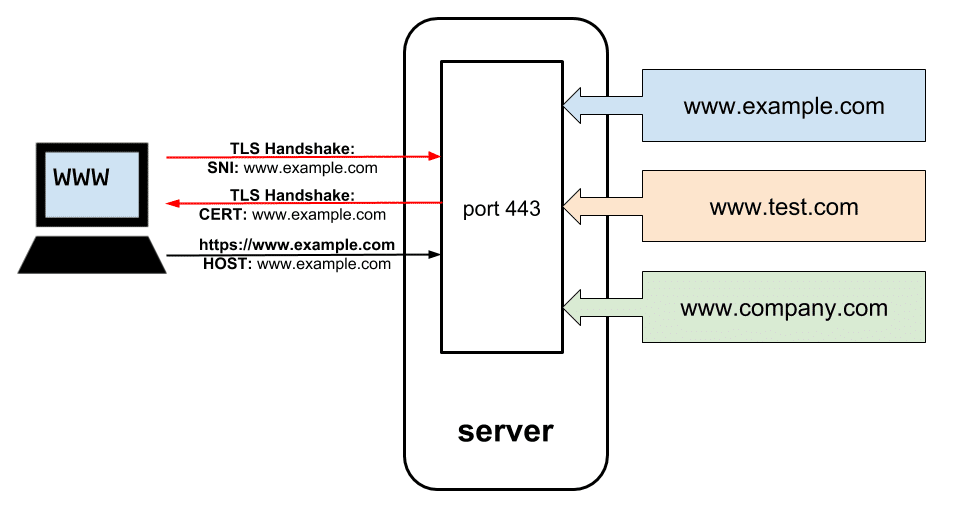 WWW
TLS Handshake:
SNI: www.example.com
TLS Handshake:
CERT: www.example.com
https://www.example.com
HOST: www.example.com
port 443
server
www.example.com
www.test.com
www.company.com